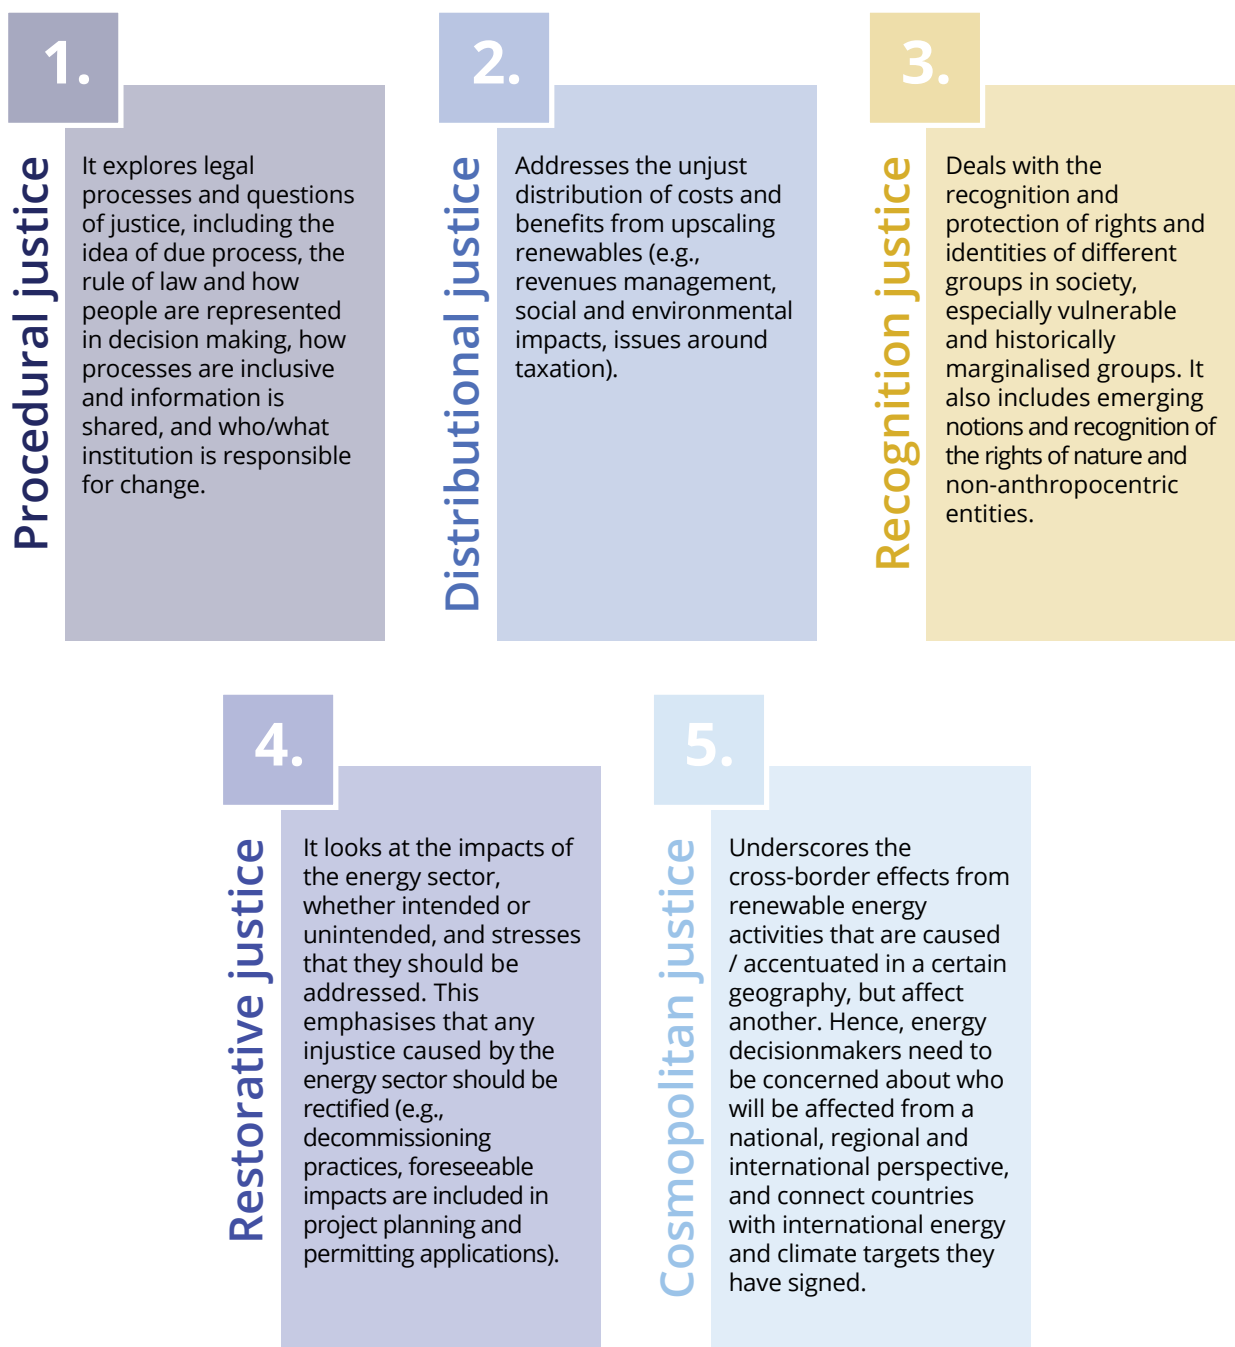 1.
Procedural justice
It explores legal
processes and questions
of justice, including the
idea of due process, the
rule of law and how
people are represented
in decision making, how
processes are inclusive
and information is
shared, and who/what
institution is responsible
for change.
2.
Distributional justice
Addresses the unjust
distribution of costs and
benefits from upscaling
renewables (e.g.,
revenues management,
social and environmental
impacts, issues around
taxation).
3.
Recognition justice
Deals with the
recognition and
protection of rights and
identities of different
groups in society,
especially vulnerable
and historically
marginalised groups. It
also includes emerging
notions and recognition of
the rights of nature and
non-anthropocentric
entities.
4.
Restorative justice
It looks at the impacts of
the energy sector,
whether intended or
unintended, and stresses
that they should be
addressed. This
emphasises that any
injustice caused by the
energy sector should be
rectified (e.g.,
decommissioning
practices, foreseeable
impacts are included in
project planning and
permitting applications).
5.
Cosmopolitan justice
Underscores the
cross-border effects from
renewable energy
activities that are caused
/ accentuated in a certain
geography, but affect
another. Hence, energy
decisionmakers need to
be concerned about who
will be affected from a
national, regional and
international perspective,
and connect countries
with international energy
and climate targets they
have signed.